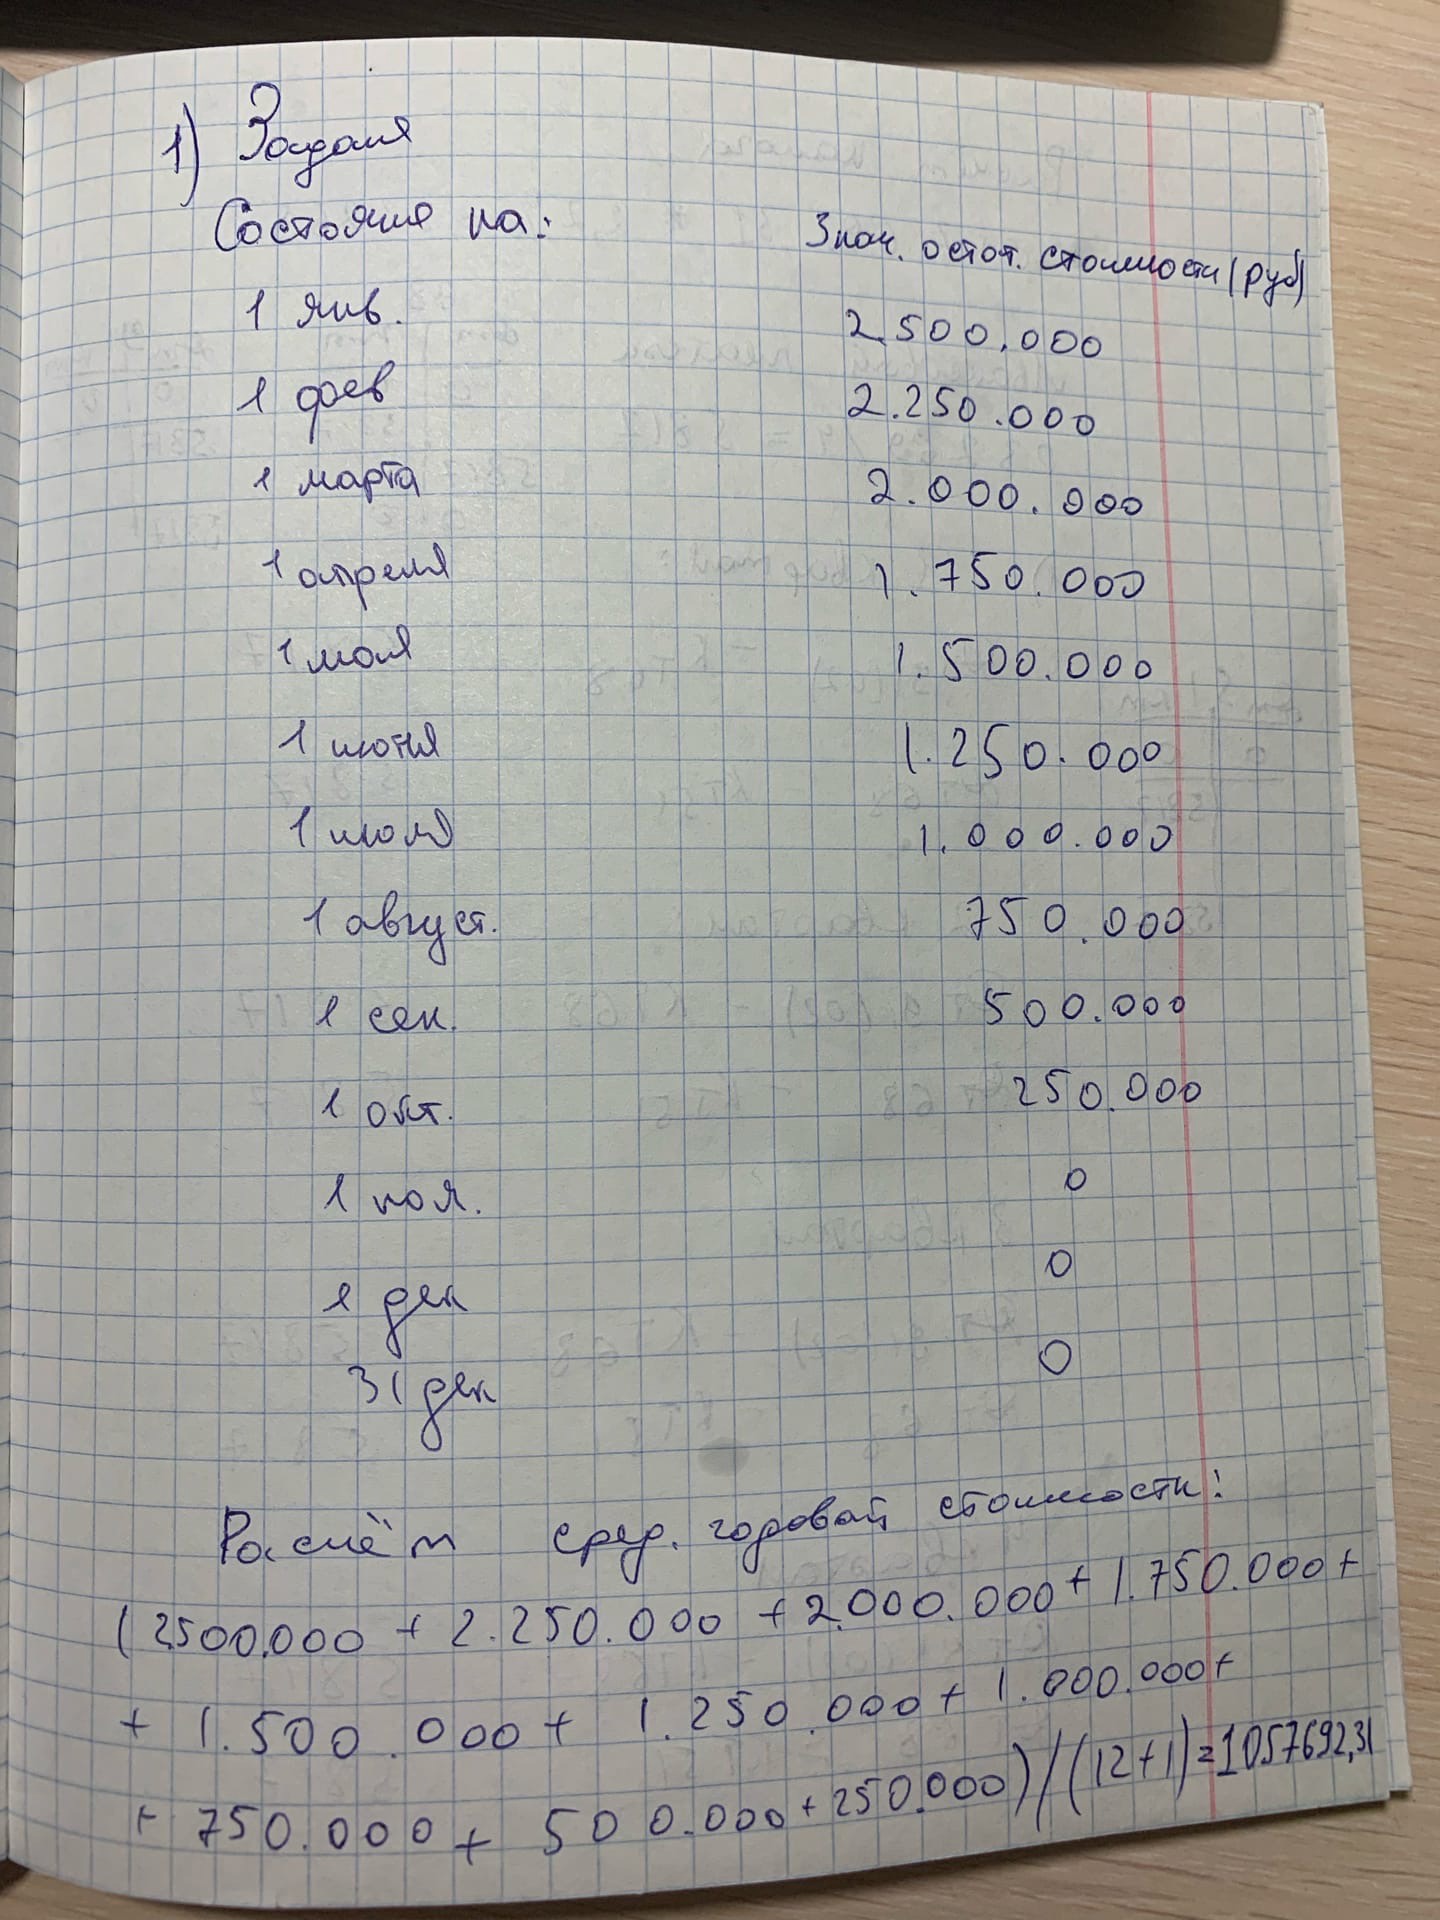 1) Задания
Состояния на: Знач. остат. стоимости (руб)
1 янв. 2.500.000
1 фев 2.250.000
1 марта 2.000.000
1 апреля 1.750.000
1 мая 1.500.000
1 июня 1.250.000
1 июля 1.000.000
1 август. 750.000
1 сен. 500.000
1 окт. 250.000
1 ноя. 0
1 дек 0
31 дек 0
Расчёт сред. годовой стоимости:
(2500.000 + 2.250.000 + 2.000.000 + 1.750.000 +
+ 1.500.000 + 1.250.000 + 1.000.000 +
+ 750.000 + 500.000 + 250.000) / (12+1) = 1057692,31